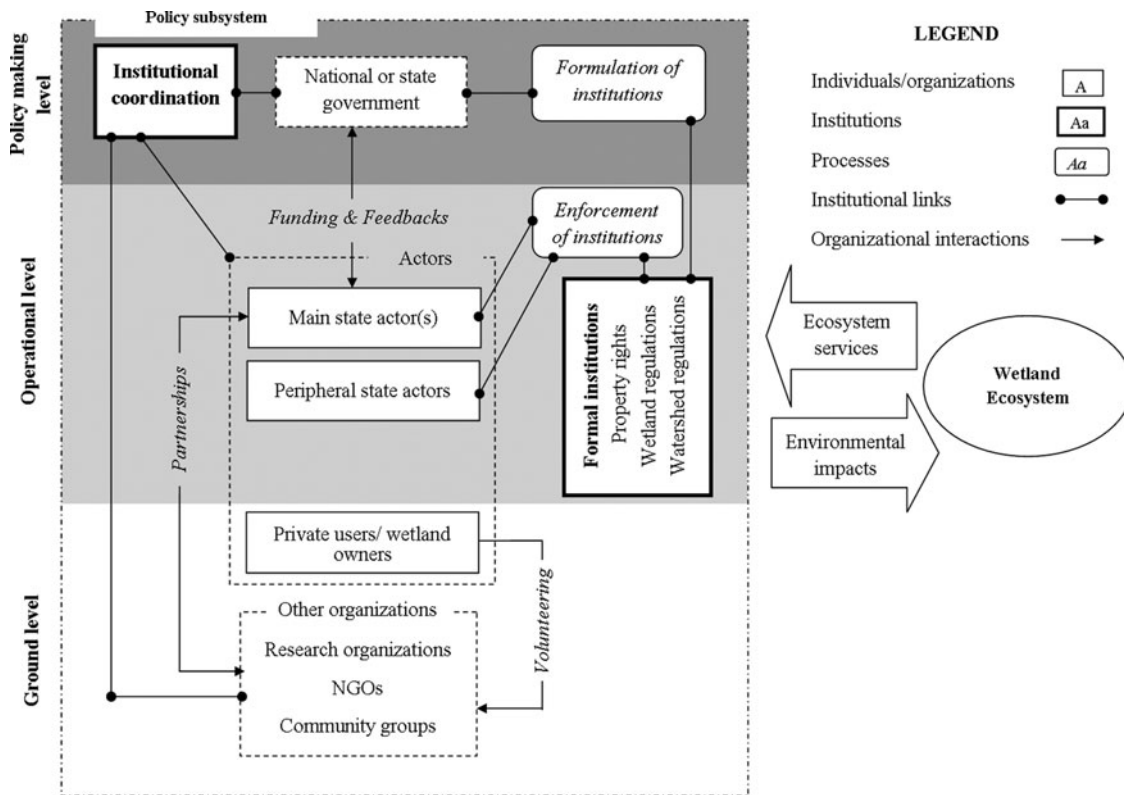 Policy subsystem
Policy making
level
Institutional
coordination
National or state
government
Formulation of
institutions
Funding & Feedbacks
Enforcement
of institutions
Operational level
Actors
Main state actor(s)
Peripheral state actors
Formal institutions
Property rights
Wetland regulations
Watershed regulations
Partnerships
Ground level
Private users/ wetland
owners
Volunteering
Other organizations
Research organizations
NGOs
Community groups
LEGEND
Individuals/organizations
A
Institutions
Aa
Processes
Aa
Institutional links
Organizational interactions
Ecosystem
services
Environmental
impacts
Wetland
Ecosystem